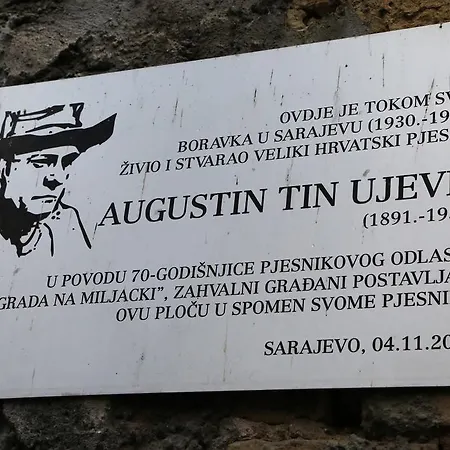 OVDJE JE TOKOM SV
BORAVKA U SARAJEVU (1930.-19
ŽIVIO I STVARAO VELIKI HRVATSKI PJES
AUGUSTIN TIN UJEVI
(1891.-19
U POVODU 70-GODIŠNJICE PJESNIKOVOG ODLAS
GRADA NA MILJACKI”, ZAHVALNI GRAĐANI POSTAVLJA
OVU PLOČU U SPOMEN SVOME PJESNI
SARAJEVO, 04.11.20